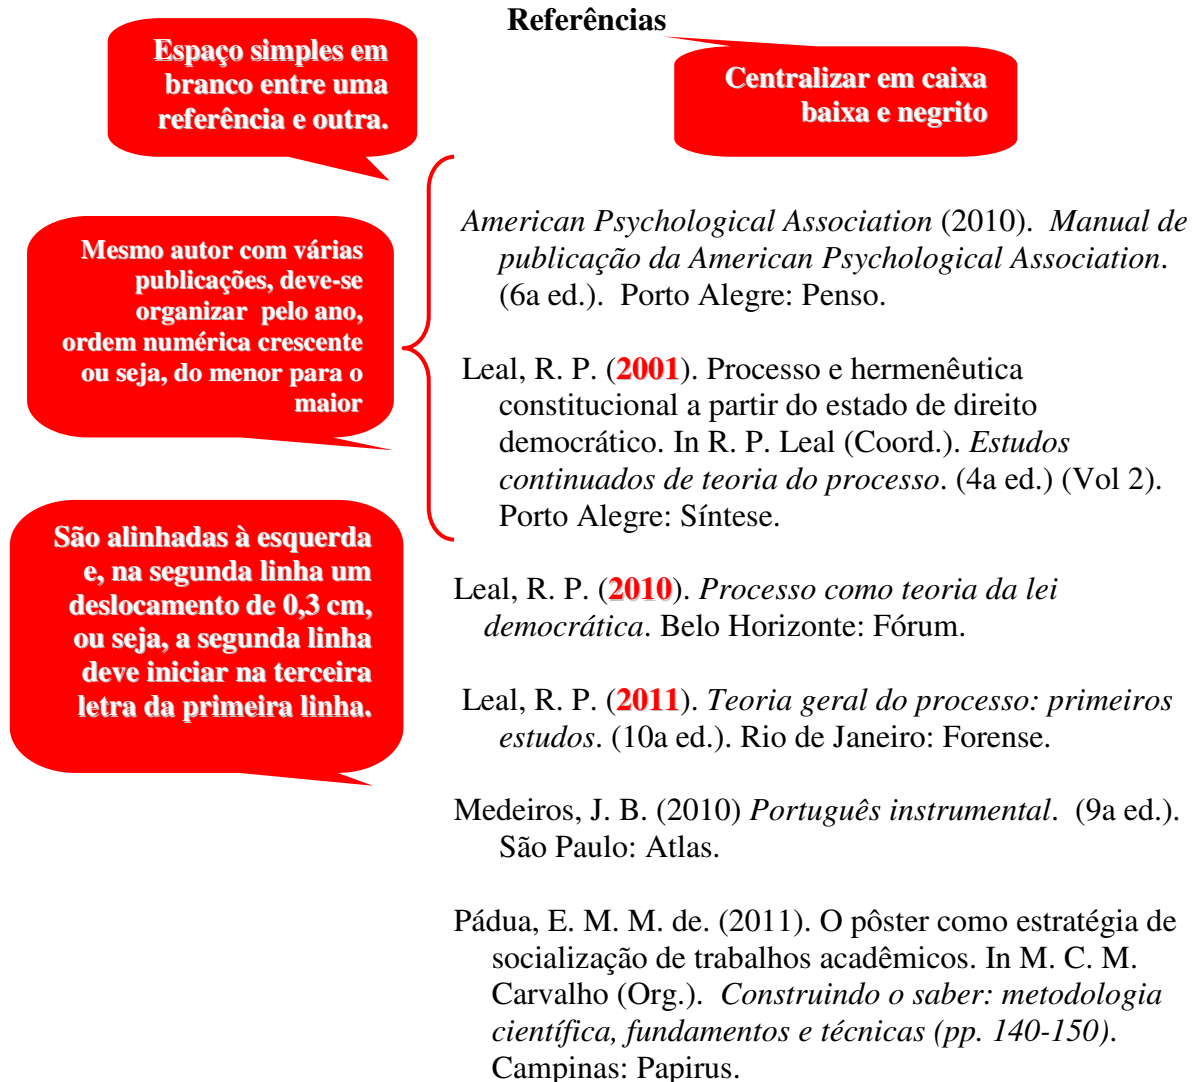 Referências
Espaço simples em
branco entre uma
referência e outra.
Centralizar em caixa
baixa e negrito
Mesmo autor com várias
publicações, deve-se
organizar pelo ano,
ordem numérica crescente
ou seja, do menor para o
maior
São alinhadas à esquerda
e, na segunda linha um
deslocamento de 0,3 cm,
ou seja, a segunda linha
deve iniciar na terceira
letra da primeira linha.
American Psychological Association (2010). Manual de
publicação da American Psychological Association.
(6a ed.). Porto Alegre: Penso.
Leal, R. P. (2001). Processo e hermenêutica
constitucional a partir do estado de direito
democrático. In R. P. Leal (Coord.). Estudos
continuados de teoria do processo. (4a ed.) (Vol 2).
Porto Alegre: Síntese.
Leal, R. P. (2010). Processo como teoria da lei
democrática. Belo Horizonte: Fórum.
Leal, R. P. (2011). Teoria geral do processo: primeiros
estudos. (10a ed.). Rio de Janeiro: Forense.
Medeiros, J. B. (2010) Português instrumental. (9a ed.).
São Paulo: Atlas.
Pádua, E. M. M. de. (2011). O pôster como estratégia de
socialização de trabalhos acadêmicos. In M. C. M.
Carvalho (Org.). Construindo o saber: metodologia
científica, fundamentos e técnicas (pp. 140-150).
Campinas: Papirus.